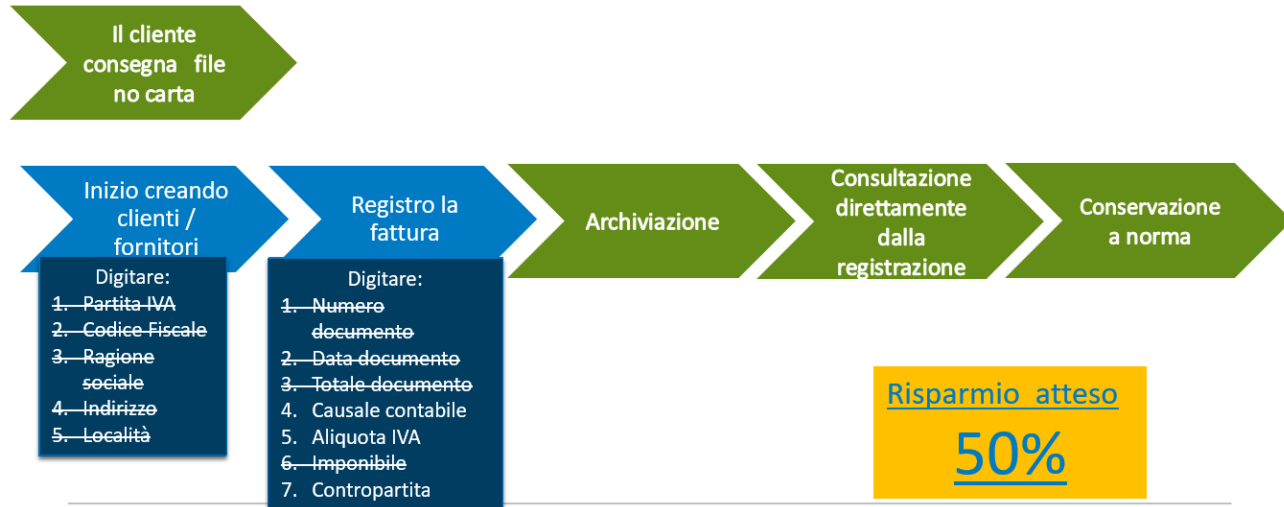 Il cliente
consegna file
no carta
Inizio creando
clienti /
fornitori
Registro la
fattura
Archiviazione
Consultazione
direttamente
dalla
registrazione
Conservazione
a norma
Digitare:
1. Partita IVA
2. Codice Fiscale
3. Ragione
sociale
4. Indirizzo
5. Località
Digitare:
1. Numero
documento
2. Data documento
3. Totale documento
4. Causale contabile
5. Aliquota IVA
6. Imponibile
7. Contropartita
Risparmio atteso
50%